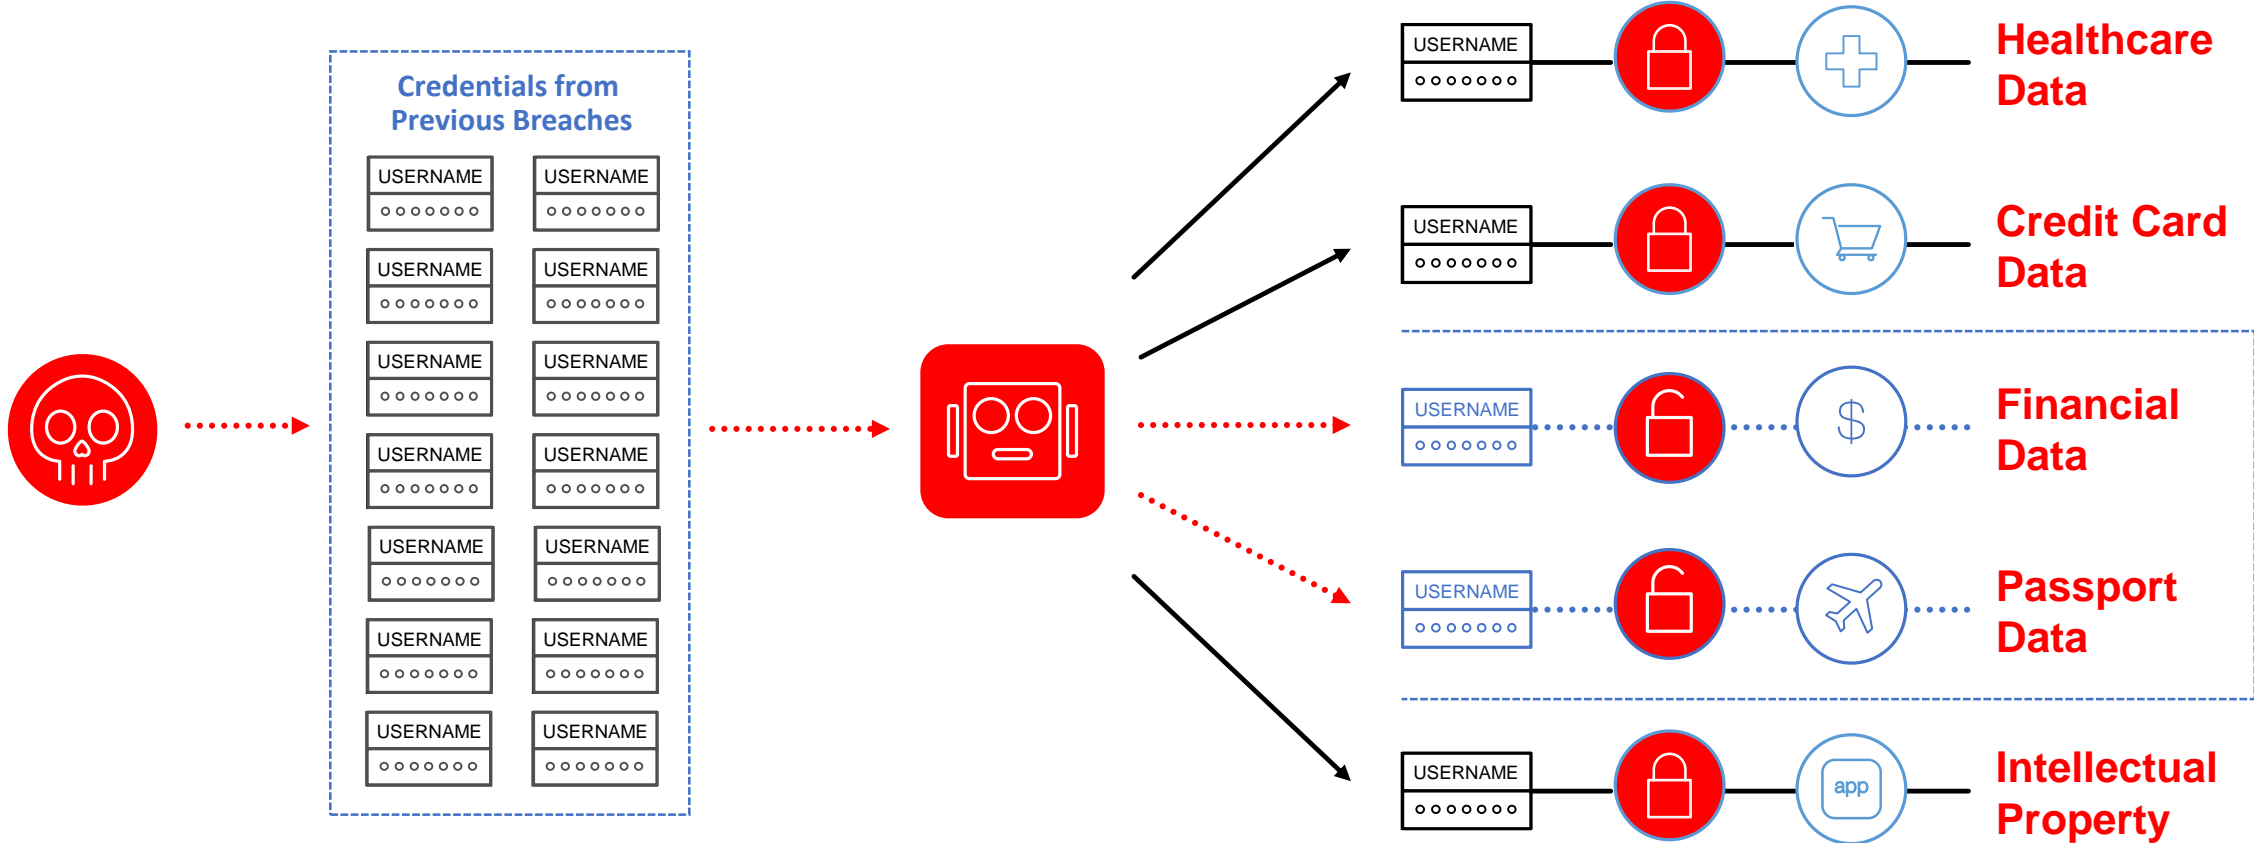 Credentials from
Previous Breaches
USERNAME USERNAME
USERNAME USERNAME
USERNAME USERNAME
USERNAME USERNAME
USERNAME USERNAME
USERNAME USERNAME
USERNAME USERNAME
USERNAME
Healthcare
Data
USERNAME
Credit Card
Data
USERNAME
$
Financial
Data
USERNAME
Passport
Data
USERNAME
app
Intellectual
Property